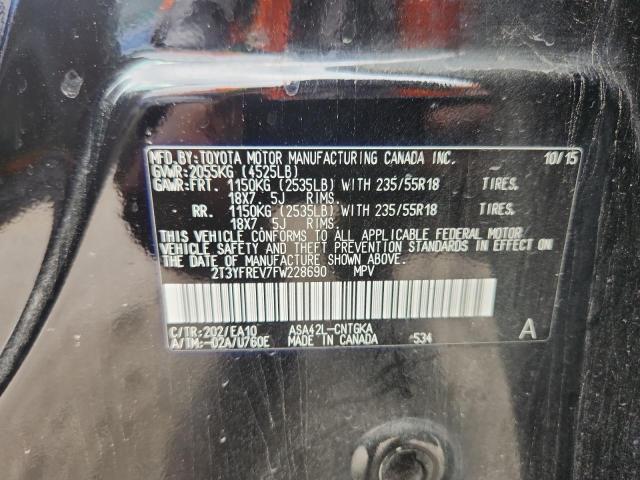 MFD. BY: TOYOTA MOTOR MANUFACTURING CANADA INC. 10/15
GVWR: 2055KG (4525LB)
GAWR: FRT. 1150KG (2535LB) WITH 235/55R18 TIRES.
18X7. 5J RIMS.
RR. 1150KG (2535LB) WITH 235/55R18 TIRES.
18X7. 5J RIMS.
THIS VEHICLE CONFORMS TO ALL APPLICABLE FEDERAL MOTOR
VEHICLE SAFETY AND THEFT PREVENTION STANDARDS IN EFFECT ON
THE DATE OF MANUFACTURE SHOWN ABOVE.
2T3YFREV7FW228690 MPV
C/TR: 202/EA10 ASA42L-CNTGKA
A/TM: -02A/U760E MADE IN CANADA -534 A